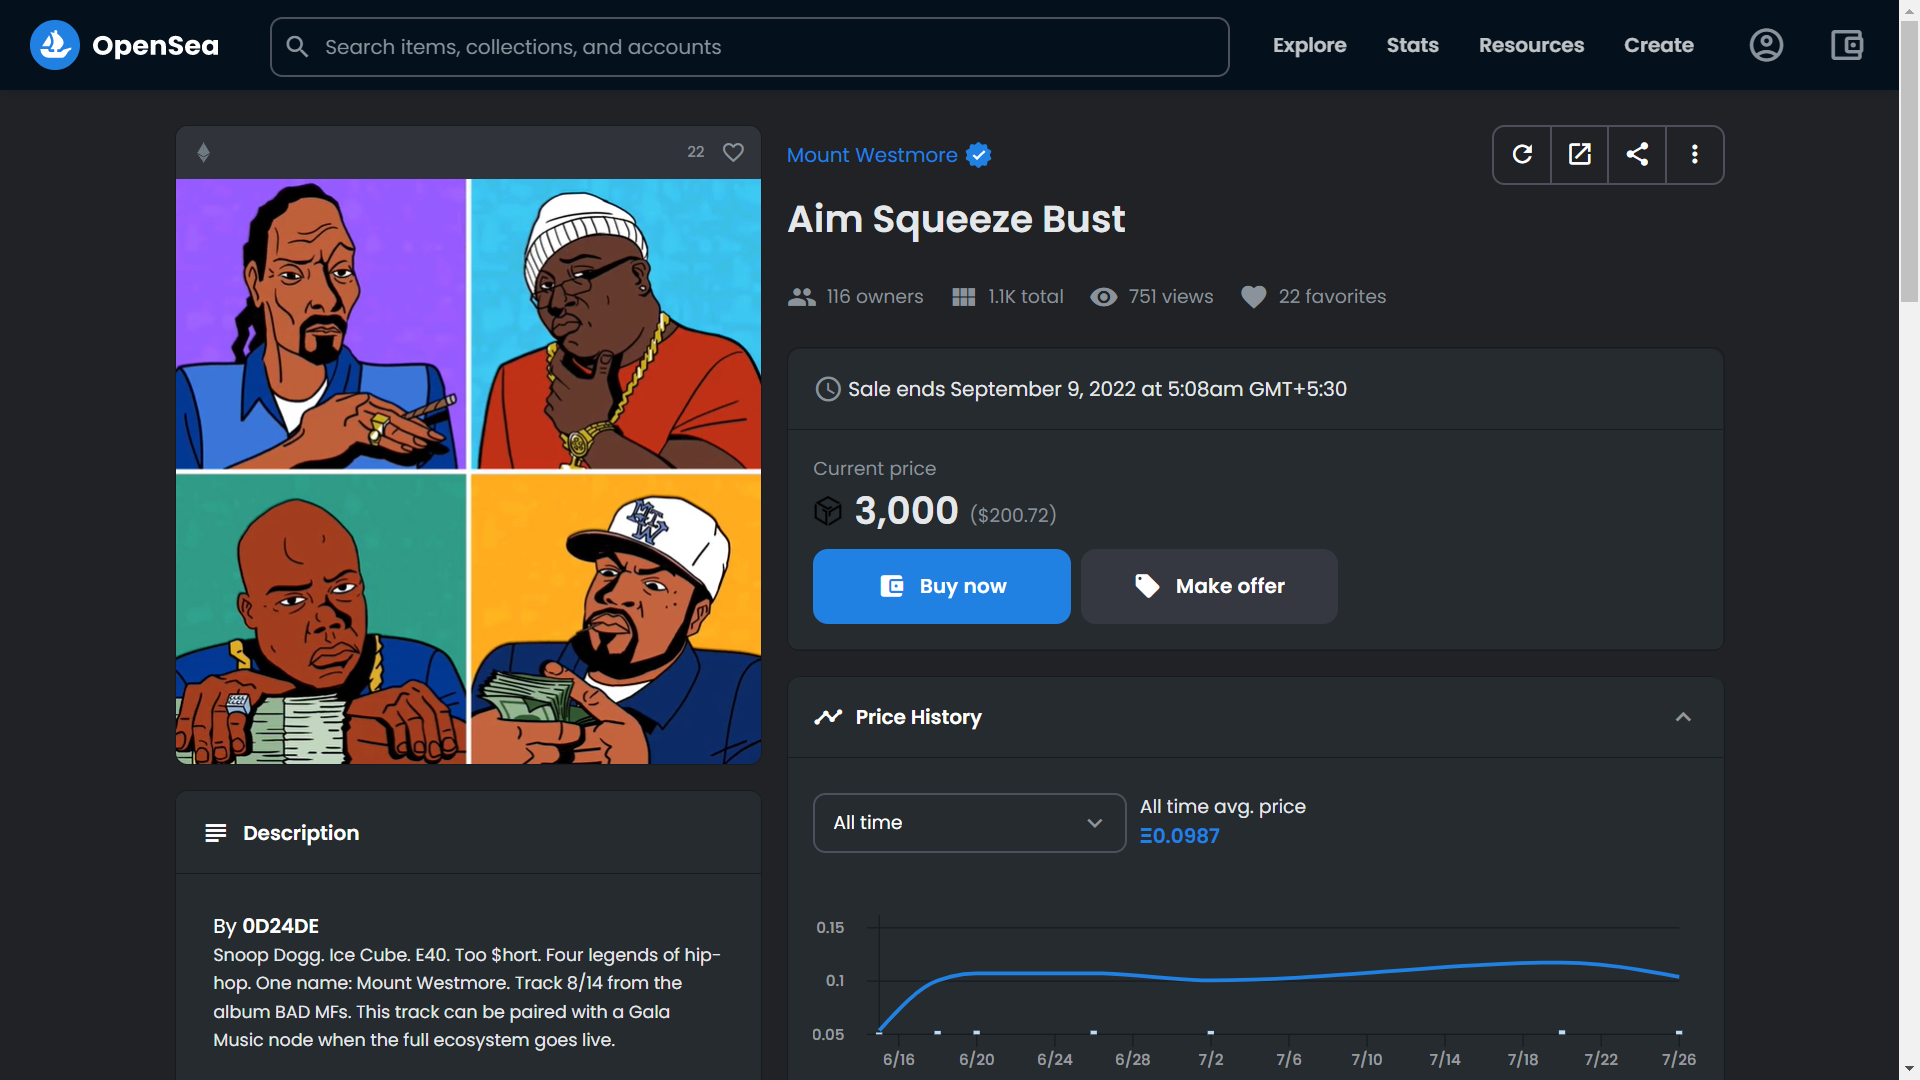 OpenSea
Search items, collections, and accounts
Explore
Stats
Resources
Create
22
Mount Westmore
Aim Squeeze Bust
116 owners
1.1K total
751 views
22 favorites
Sale ends September 9, 2022 at 5:08am GMT+5:30
Current price
3,000 ($200.72)
Buy now
Make offer
Price History
All time
All time avg. price
Ξ0.0987
0.15
0.1
0.05
6/16 6/20 6/24 6/28 7/2 7/6 7/10 7/14 7/18 7/22 7/26
MTW
Description
By 0D24DE
Snoop Dogg. Ice Cube. E40. Too $hort. Four legends of hip-
hop. One name: Mount Westmore. Track 8/14 from the
album BAD MFs. This track can be paired with a Gala
Music node when the full ecosystem goes live.